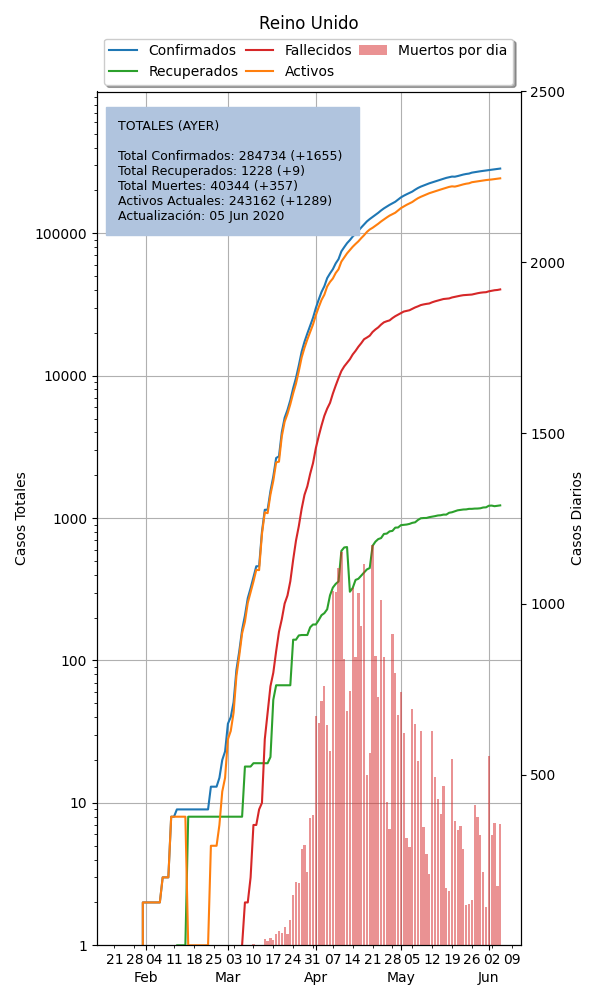 Reino Unido
Confirmados Fallecidos Muertos por dia
Recuperados Activos
TOTALES (AYER)
Total Confirmados: 284734 (+1655)
Total Recuperados: 1228 (+9)
Total Muertes: 40344 (+357)
Activos Actuales: 243162 (+1289)
Actualización: 05 Jun 2020
100000
10000
1000
100
10
1
Casos Totales
2500
2000
1500
1000
500
Casos Diarios
21 28 04 11 18 25 03 10 17 24 31 07 14 21 28 05 12 19 26 02 09
Feb Mar Apr May Jun